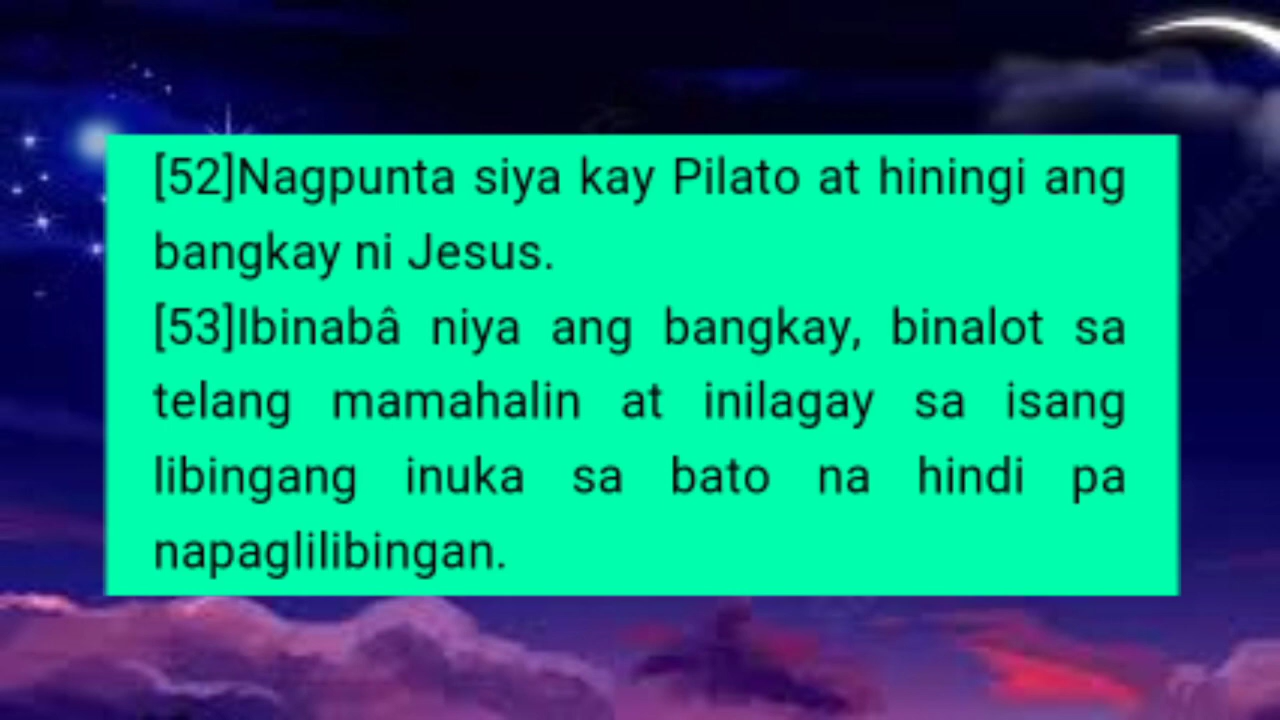 [52]Nagpunta siya kay Pilato at hiningi ang
bangkay ni Jesus.
[53]Ibinabâ niya ang bangkay, binalot sa
telang mamahalin at inilagay sa isang
libingang inuka sa bato na hindi pa
napaglilibingan.